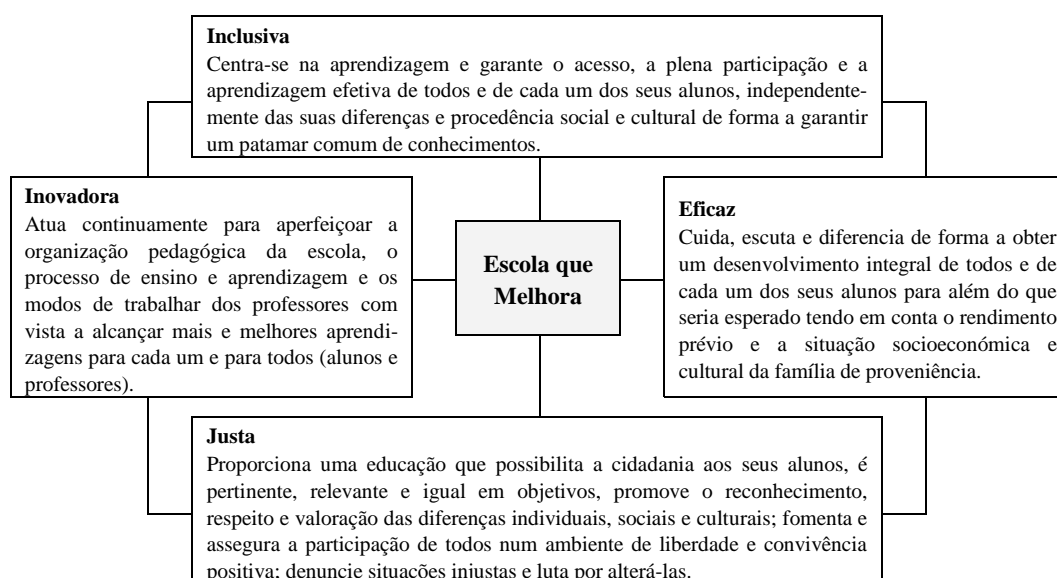 Inclusiva
Centra-se na aprendizagem e garante o acesso, a plena participação e a
aprendizagem efetiva de todos e de cada um dos seus alunos, independente-
mente das suas diferenças e procedência social e cultural de forma a garantir
um patamar comum de conhecimentos.
Inovadora
Atua continuamente para aperfeiçoar a
organização pedagógica da escola, o
processo de ensino e aprendizagem e os
modos de trabalhar dos professores com
vista a alcançar mais e melhores aprendi-
zagens para cada um e para todos (alunos e
professores).
Escola que
Melhora
Eficaz
Cuida, escuta e diferencia de forma a obter
um desenvolvimento integral de todos e de
cada um dos seus alunos para além do que
seria esperado tendo em conta o rendimento
prévio e a situação socioeconómica e
cultural da família de proveniência.
Justa
Proporciona uma educação que possibilita a cidadania aos seus alunos, é
pertinente, relevante e igual em objetivos, promove o reconhecimento,
respeito e valoração das diferenças individuais, sociais e culturais; fomenta e
assegura a participação de todos num ambiente de liberdade e convivência
positiva; denuncie situações injustas e luta por alterá-las.